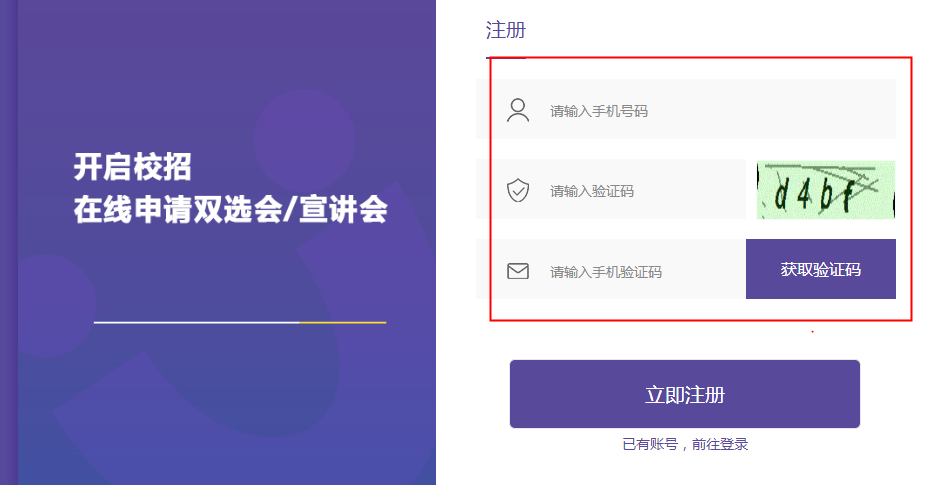 开启校招
在线申请双选会/宣讲会
注册
请输入手机号码
请输入验证码
d4bf
请输入手机验证码
获取验证码
立即注册
已有账号，前往登录